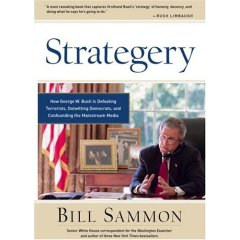 "A most revealing book that captures firsthand Bush's 'strategy' of honesty, decency, and
doing what he says he's going to do."
—RUSH LIMBAUGH
Strategery
How George W. Bush is Defeating
Terrorists, Outwitting Democrats, and
Confounding the Mainstream Media
BILL SAMMON
Senior White House correspondent for the Washington Examiner
and author of three New York Times bestsellers